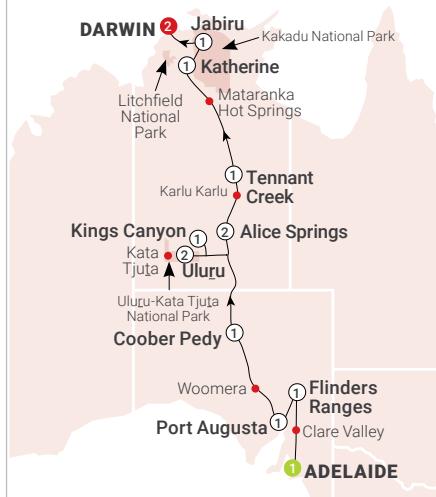 DARWIN
2
Jabiru
1
Kakadu National Park
1
Katherine
Litchfield
National
Park
Mataranka
Hot Springs
1
Tennant
Creek
Karlu Karlu
Kings Canyon
1
2
Alice Springs
Kata
Tjuṯa
2
Uluṟu
Uluṟu-Kata Tjuṯa
National Park
1
Coober Pedy
Woomera
1
Flinders
Ranges
Port Augusta
1
Clare Valley
1
ADELAIDE